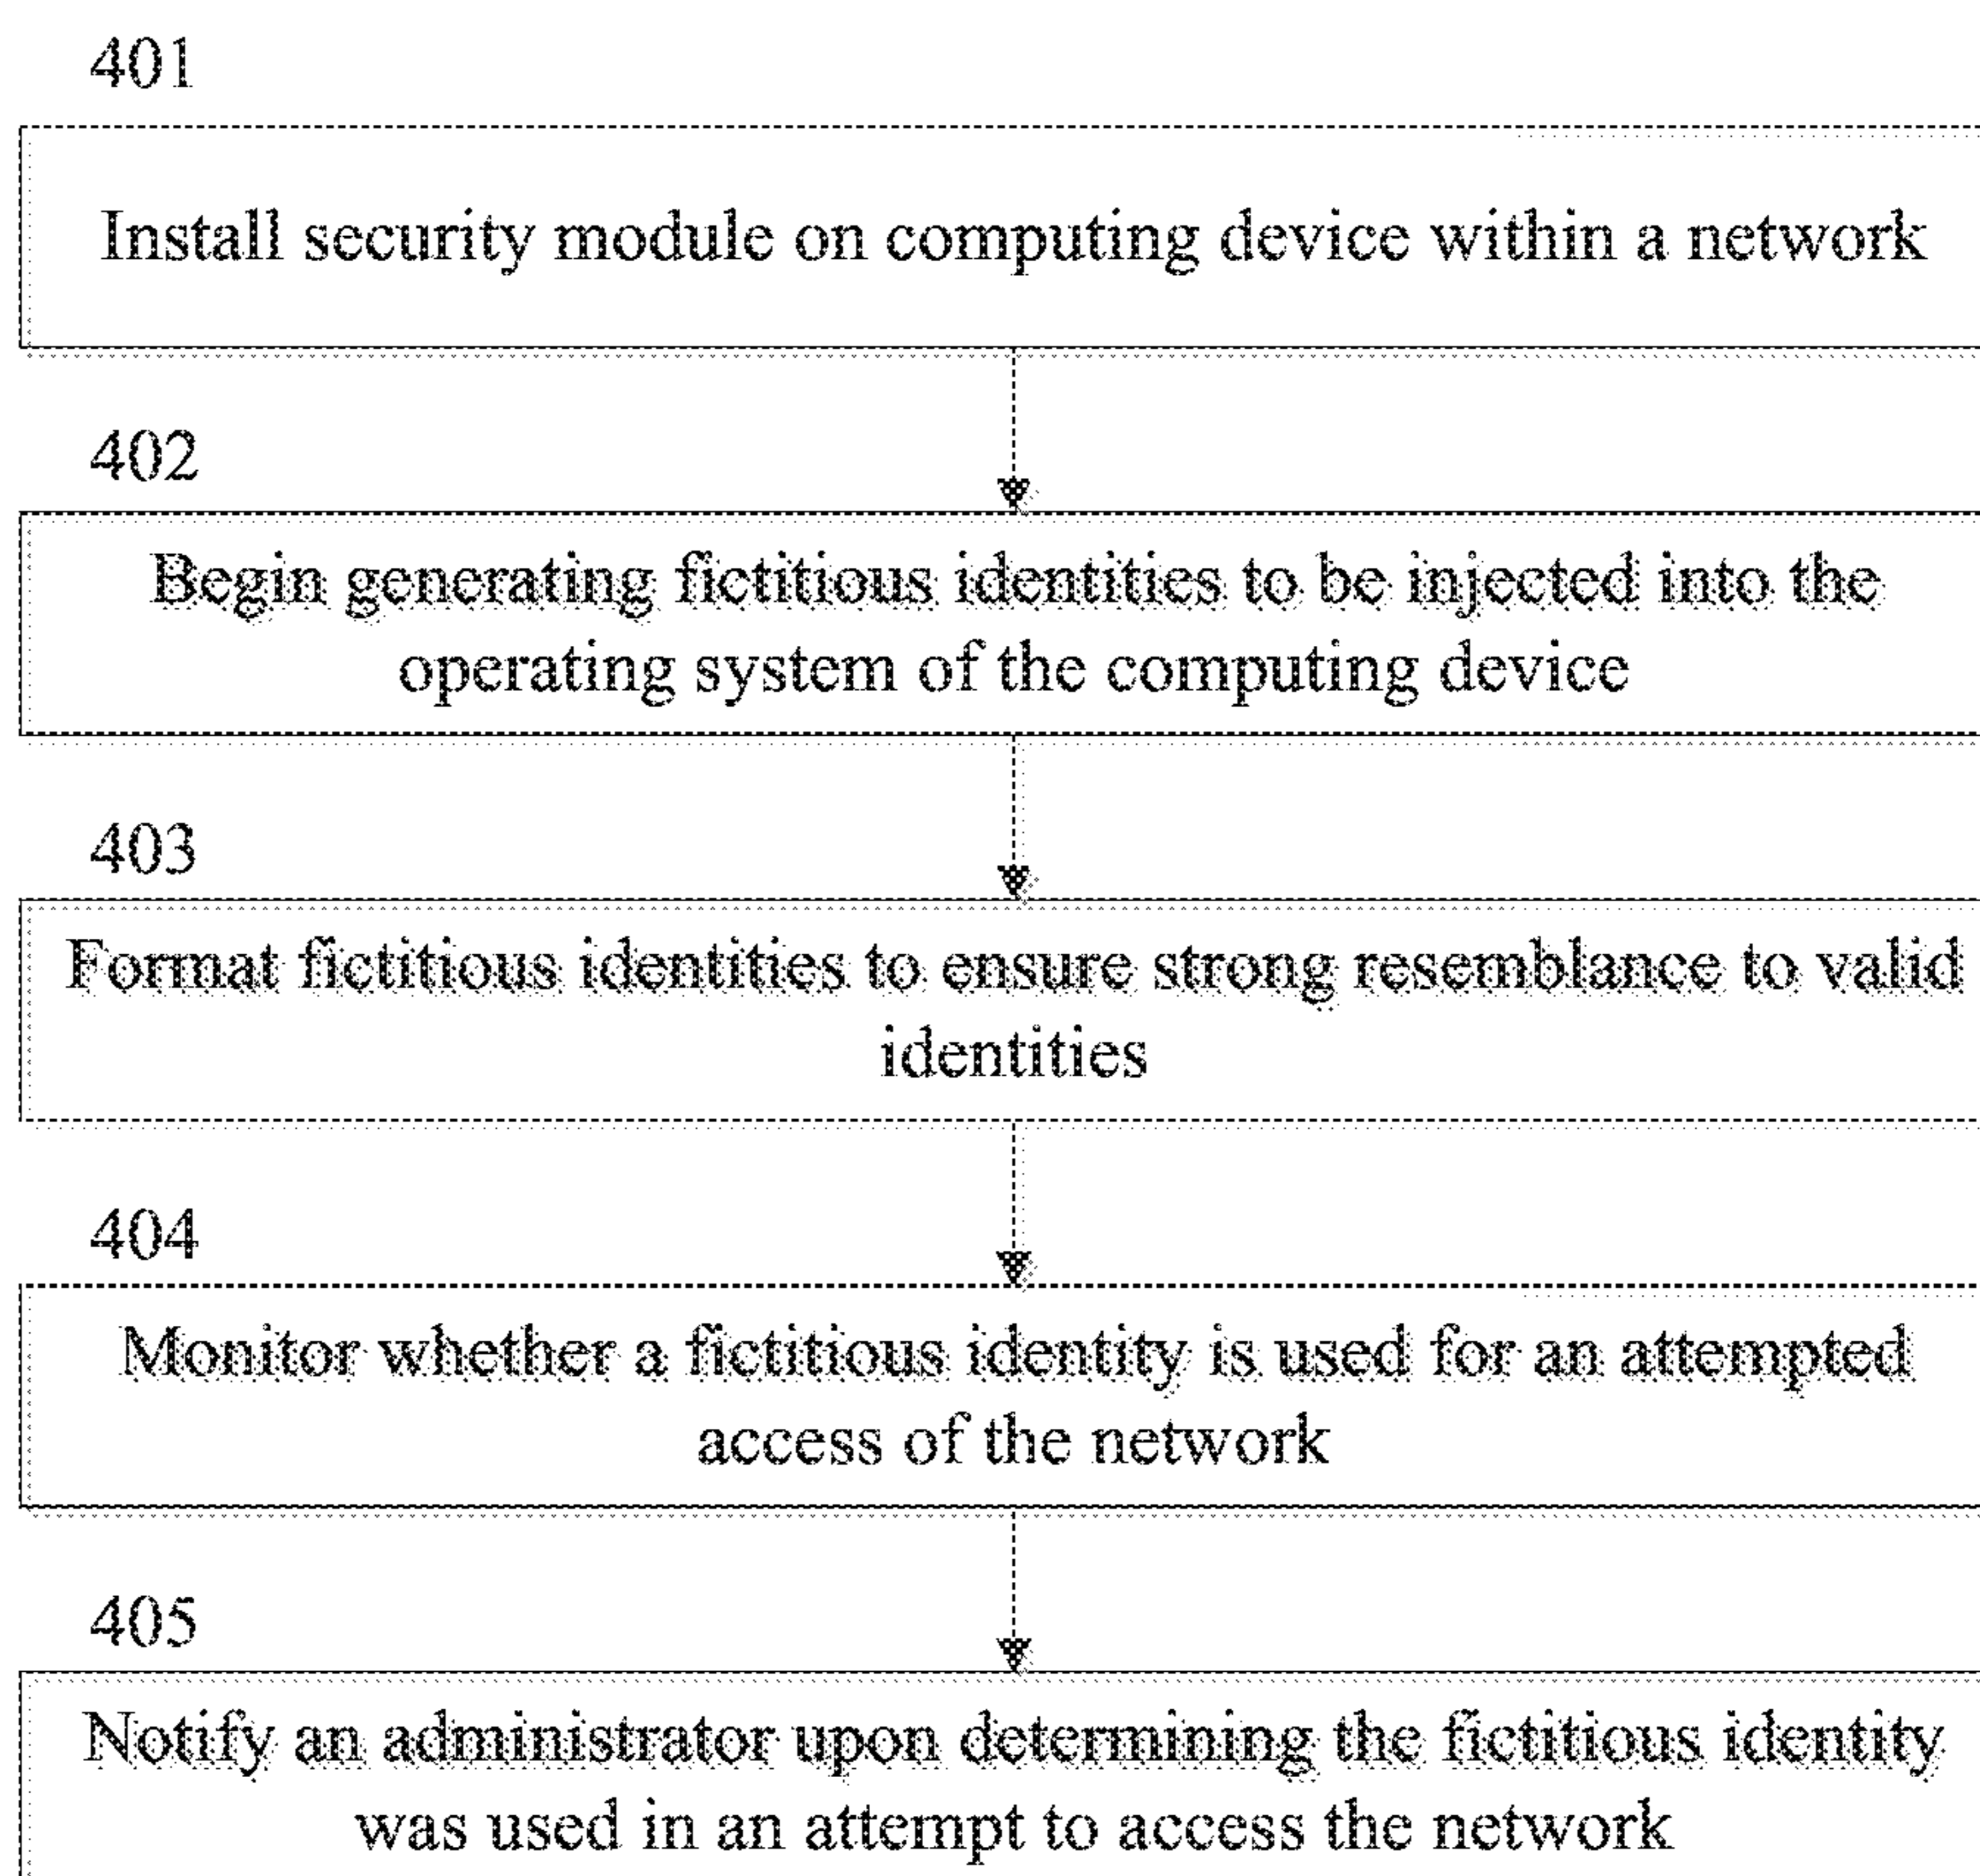 401
Install security module on computing device within a network
402
Begin generating fictitious identities to be injected into the
operating system of the computing device
403
Format fictitious identities to ensure strong resemblance to valid
identities
404
Monitor whether a fictitious identity is used for an attempted
access of the network
405
Notify an administrator upon determining the fictitious identity
was used in an attempt to access the network